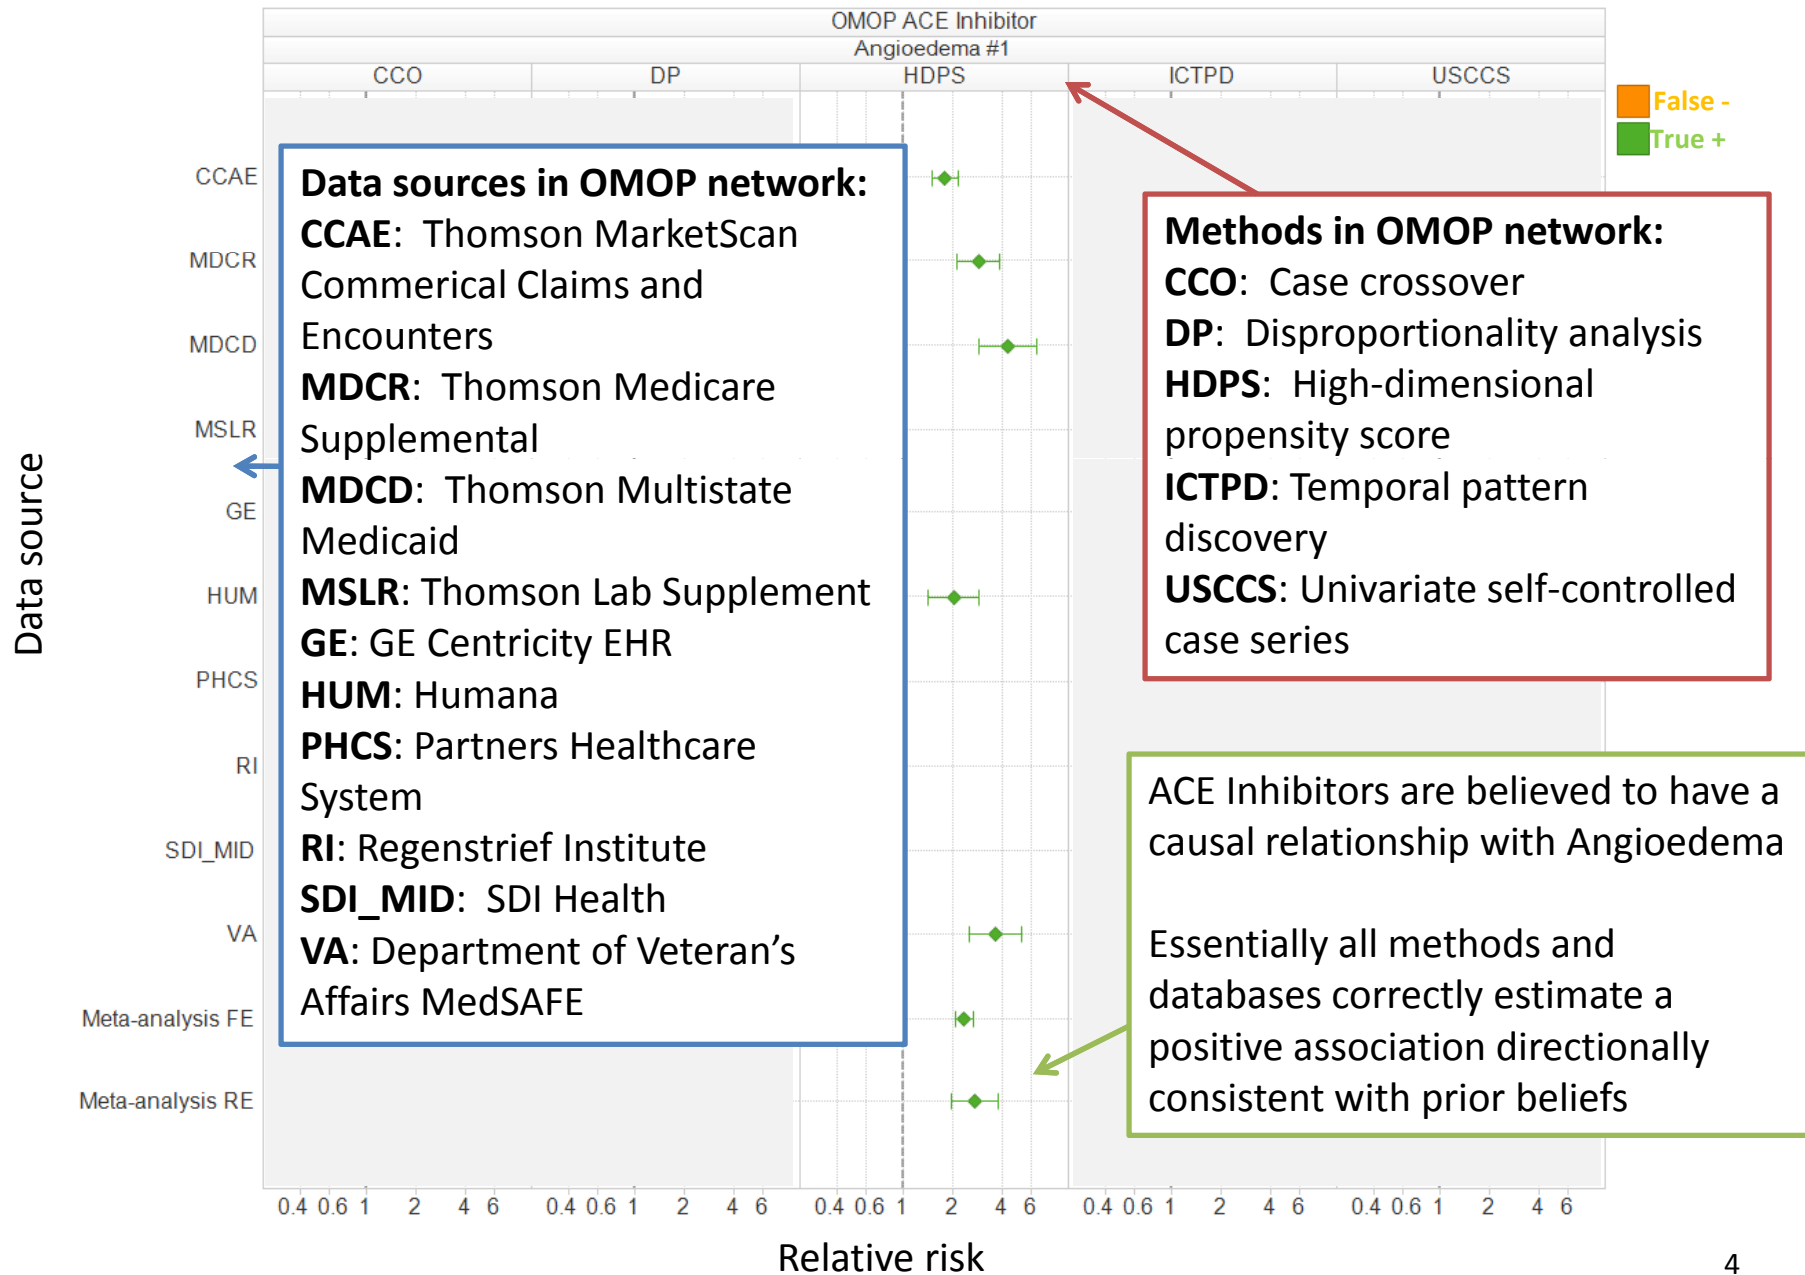 OMOP ACE Inhibitor
Angioedema #1
CCO DP HDPS ICTPD USCCS
False -
True +
Data source
CCAE
MDCR
MDCD
MSLR
GE
HUM
PHCS
RI
SDI_MID
VA
Meta-analysis FE
Meta-analysis RE
Data sources in OMOP network:
CCAE: Thomson MarketScan
Commerical Claims and
Encounters
MDCR: Thomson Medicare
Supplemental
MDCD: Thomson Multistate
Medicaid
MSLR: Thomson Lab Supplement
GE: GE Centricity EHR
HUM: Humana
PHCS: Partners Healthcare
System
RI: Regenstrief Institute
SDI_MID: SDI Health
VA: Department of Veteran’s
Affairs MedSAFE
Methods in OMOP network:
CCO: Case crossover
DP: Disproportionality analysis
HDPS: High-dimensional
propensity score
ICTPD: Temporal pattern
discovery
USCCS: Univariate self-controlled
case series
ACE Inhibitors are believed to have a
causal relationship with Angioedema
Essentially all methods and
databases correctly estimate a
positive association directionally
consistent with prior beliefs
0.4 0.6 1 2 4 6 0.4 0.6 1 2 4 6 0.4 0.6 1 2 4 6 0.4 0.6 1 2 4 6 0.4 0.6 1 2 4 6
Relative risk
4